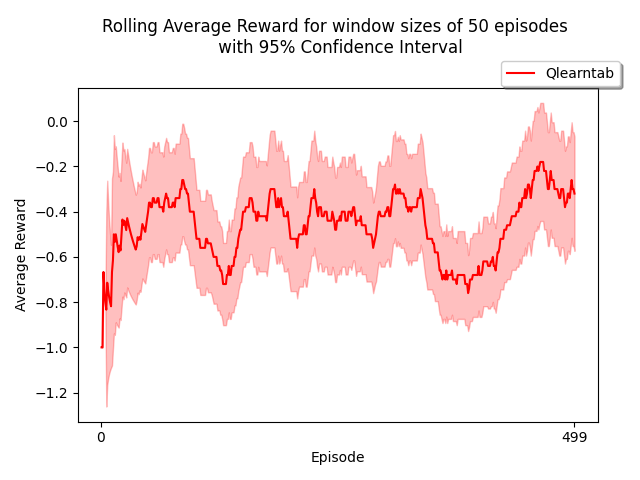 Rolling Average Reward for window sizes of 50 episodes
with 95% Confidence Interval
Qlearntab
0.0
−0.2
−0.4
−0.6
−0.8
−1.0
−1.2
Average Reward
0
499
Episode